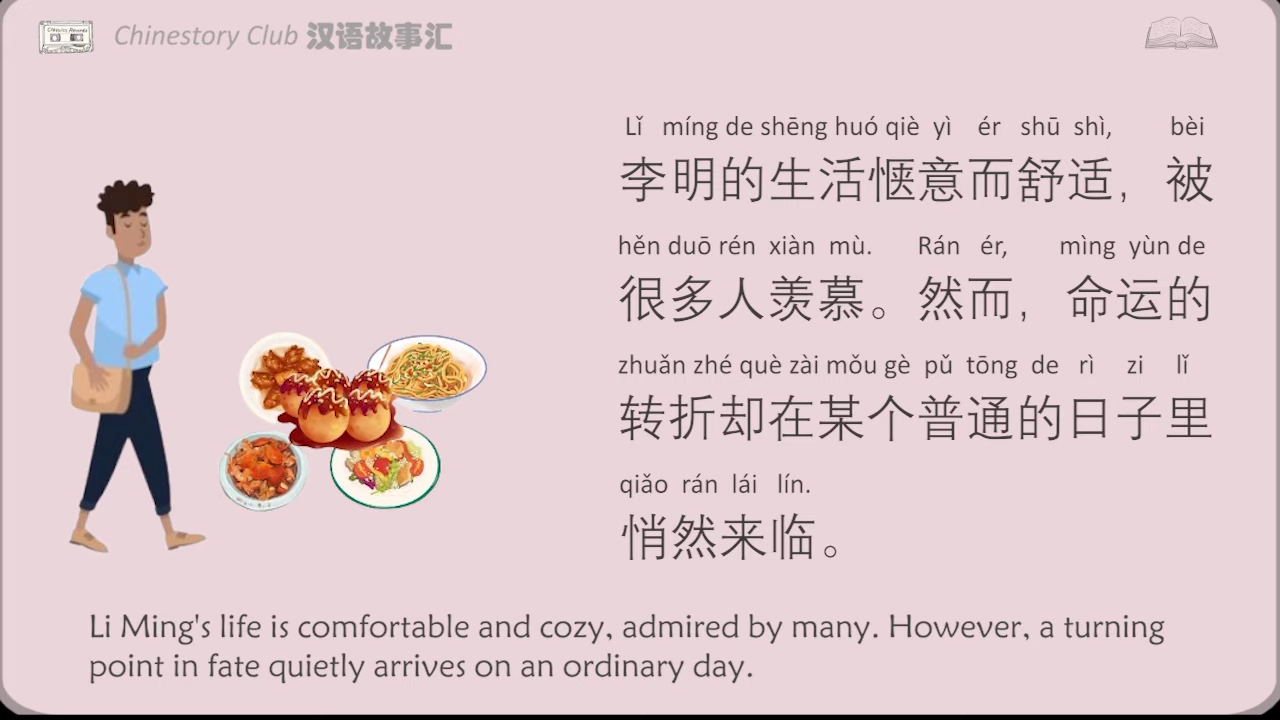 Classics Records
Chinestory Club 汉语故事汇
Lǐ míng de shēng huó qiè yì ér shū shì, bèi
李明的生活惬意而舒适，被
hěn duō rén xiàn mù. Rán ér, mìng yùn de
很多人羡慕。然而，命运的
zhuǎn zhé què zài mǒu gè pǔ tōng de rì zi lǐ
转折却在某个普通的日子里
qiǎo rán lái lín.
悄然来临。
Li Ming's life is comfortable and cozy, admired by many. However, a turning
point in fate quietly arrives on an ordinary day.